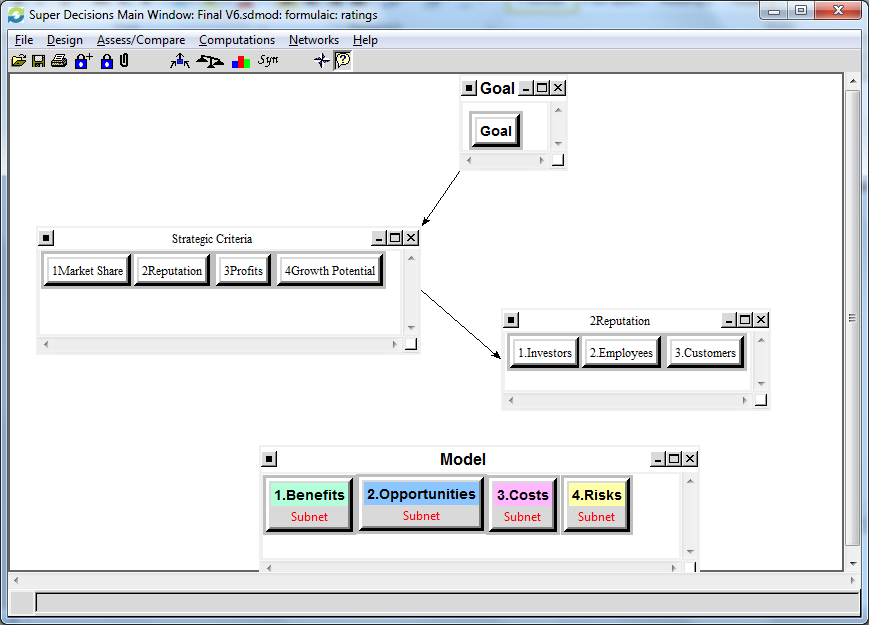 Super Decisions Main Window: Final V6.sdmod: formulaic: ratings
File Design Assess/Compare Computations Networks Help
Syn
Goal
Goal
Strategic Criteria
1Market Share 2Reputation 3Profits 4Growth Potential
2Reputation
1.Investors 2.Employees 3.Customers
Model
1.Benefits 2.Opportunities 3.Costs 4.Risks
Subnet Subnet Subnet Subnet